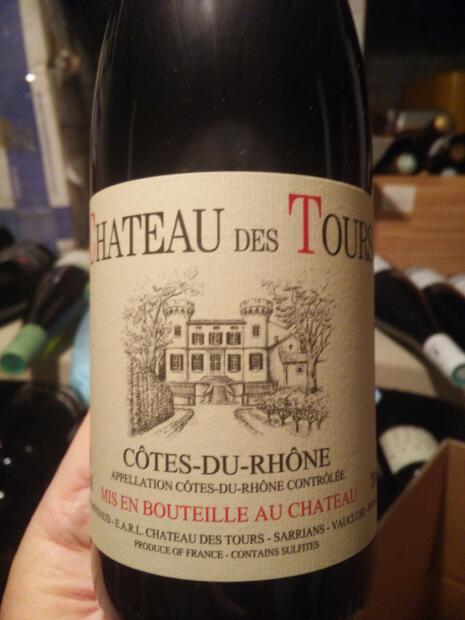 CHATEAU DES TOURS
CÔTES-DU-RHÔNE
APPELLATION CÔTES-DU-RHÔNE CONTRÔLÉE
MIS EN BOUTEILLE AU CHATEAU
E.A.R.L. CHATEAU DES TOURS - SARRIANS - VAUCLUSE
PRODUCE OF FRANCE - CONTAINS SULFITES